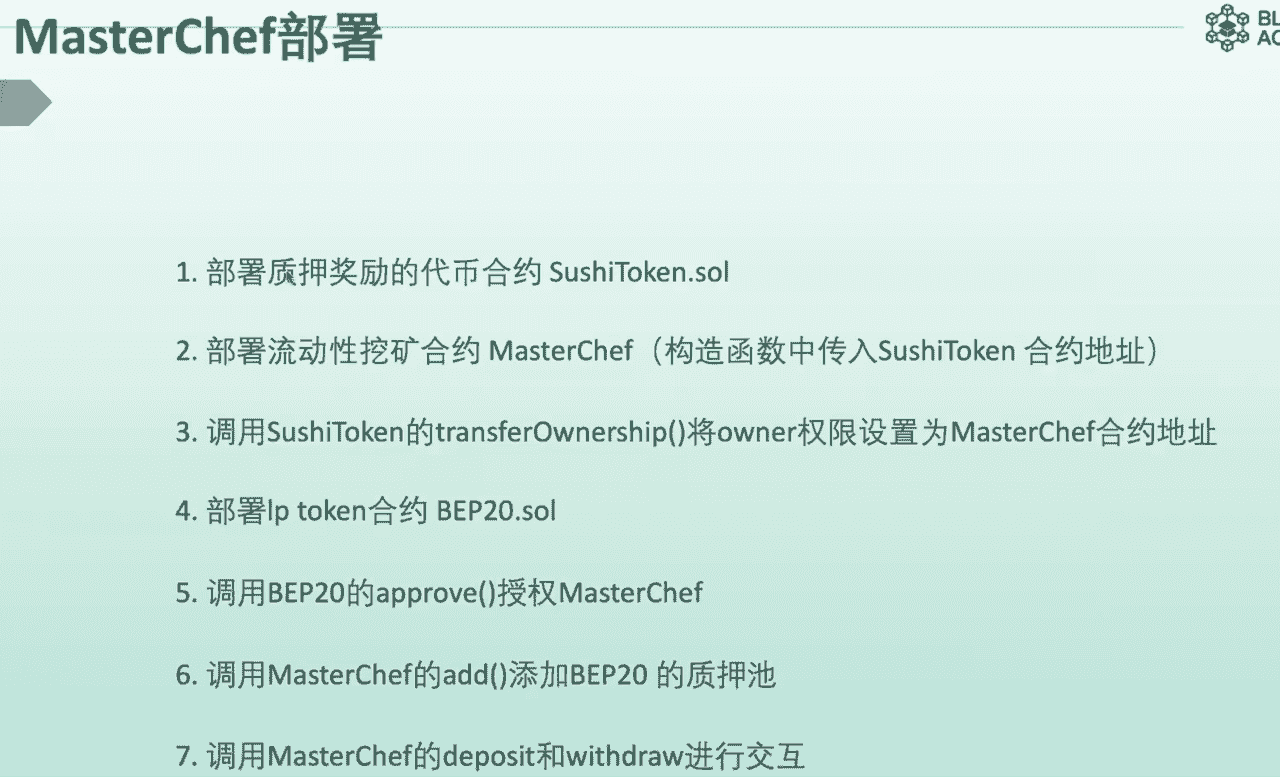 MasterChef部署
BL
AC
1. 部署质押奖励的代币合约 SushiToken.sol
2. 部署流动性挖矿合约 MasterChef（构造函数中传入SushiToken 合约地址）
3. 调用SushiToken的transferOwnership()将owner权限设置为MasterChef合约地址
4. 部署lp token合约 BEP20.sol
5. 调用BEP20的approve()授权MasterChef
6. 调用MasterChef的add()添加BEP20 的质押池
7. 调用MasterChef的deposit和withdraw进行交互